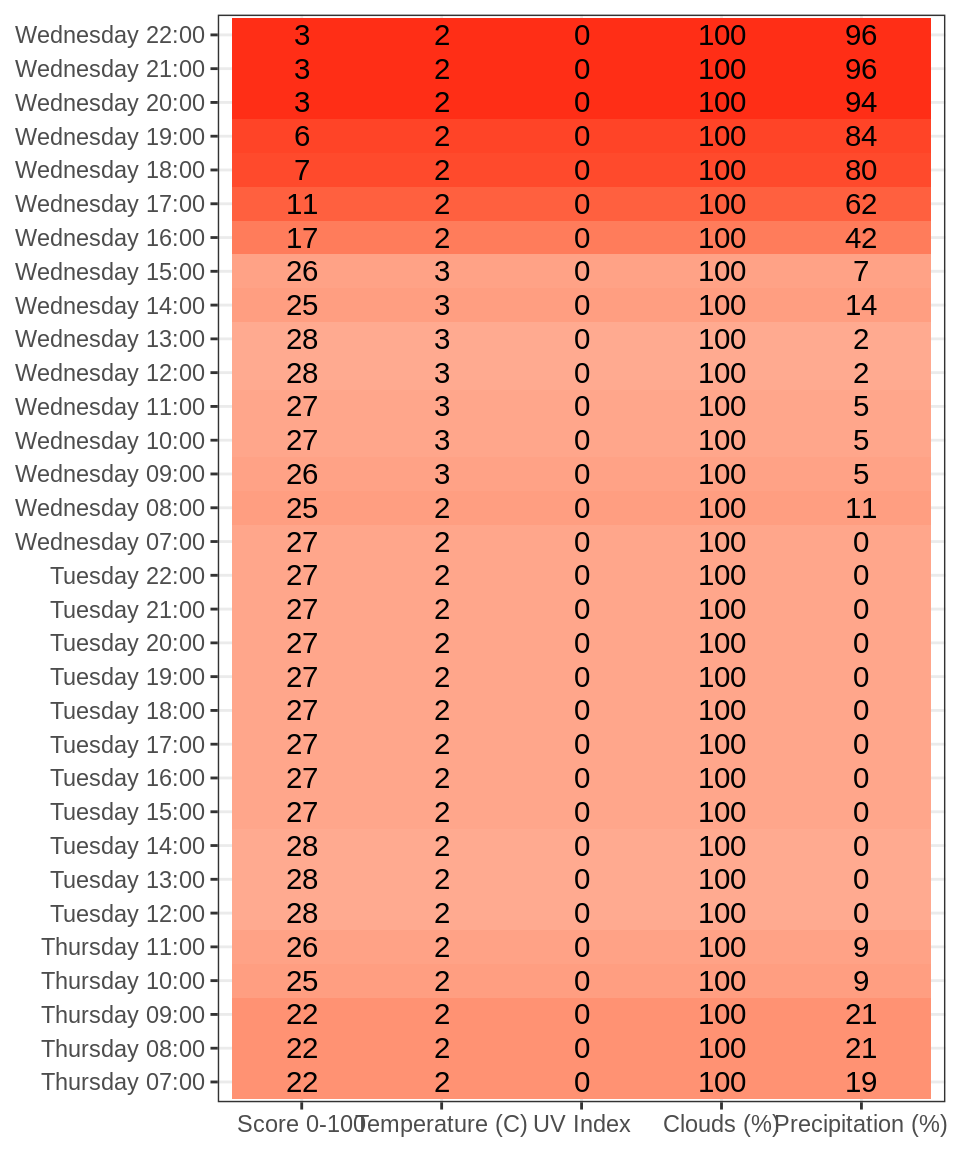 Wednesday 22:00 3 2 0 100 96
Wednesday 21:00 3 2 0 100 96
Wednesday 20:00 3 2 0 100 94
Wednesday 19:00 6 2 0 100 84
Wednesday 18:00 7 2 0 100 80
Wednesday 17:00 11 2 0 100 62
Wednesday 16:00 17 2 0 100 42
Wednesday 15:00 26 3 0 100 7
Wednesday 14:00 25 3 0 100 14
Wednesday 13:00 28 3 0 100 2
Wednesday 12:00 28 3 0 100 2
Wednesday 11:00 27 3 0 100 5
Wednesday 10:00 27 3 0 100 5
Wednesday 09:00 26 3 0 100 5
Wednesday 08:00 25 2 0 100 11
Wednesday 07:00 27 2 0 100 0
Tuesday 22:00 27 2 0 100 0
Tuesday 21:00 27 2 0 100 0
Tuesday 20:00 27 2 0 100 0
Tuesday 19:00 27 2 0 100 0
Tuesday 18:00 27 2 0 100 0
Tuesday 17:00 27 2 0 100 0
Tuesday 16:00 27 2 0 100 0
Tuesday 15:00 27 2 0 100 0
Tuesday 14:00 28 2 0 100 0
Tuesday 13:00 28 2 0 100 0
Tuesday 12:00 28 2 0 100 0
Thursday 11:00 26 2 0 100 9
Thursday 10:00 25 2 0 100 9
Thursday 09:00 22 2 0 100 21
Thursday 08:00 22 2 0 100 21
Thursday 07:00 22 2 0 100 19
Score 0-100 Temperature (C) UV Index Clouds (%) Precipitation (%)